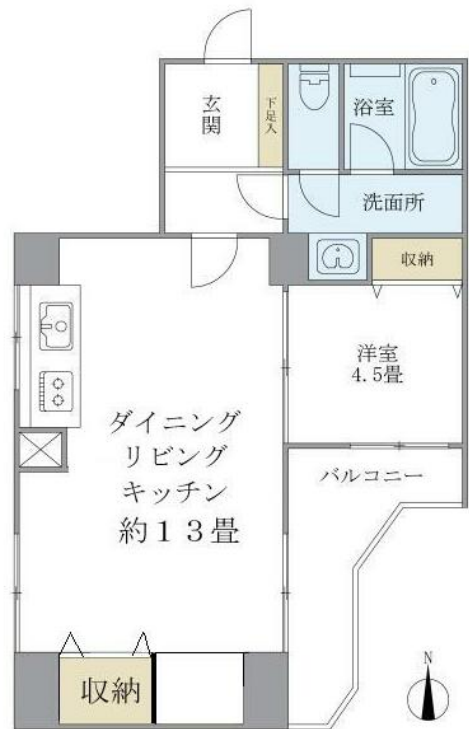 玄関
下足入
浴室
洗面所
収納
洋室
4.5畳
ダイニング
リビング
キッチン
約13畳
バルコニー
収納
N